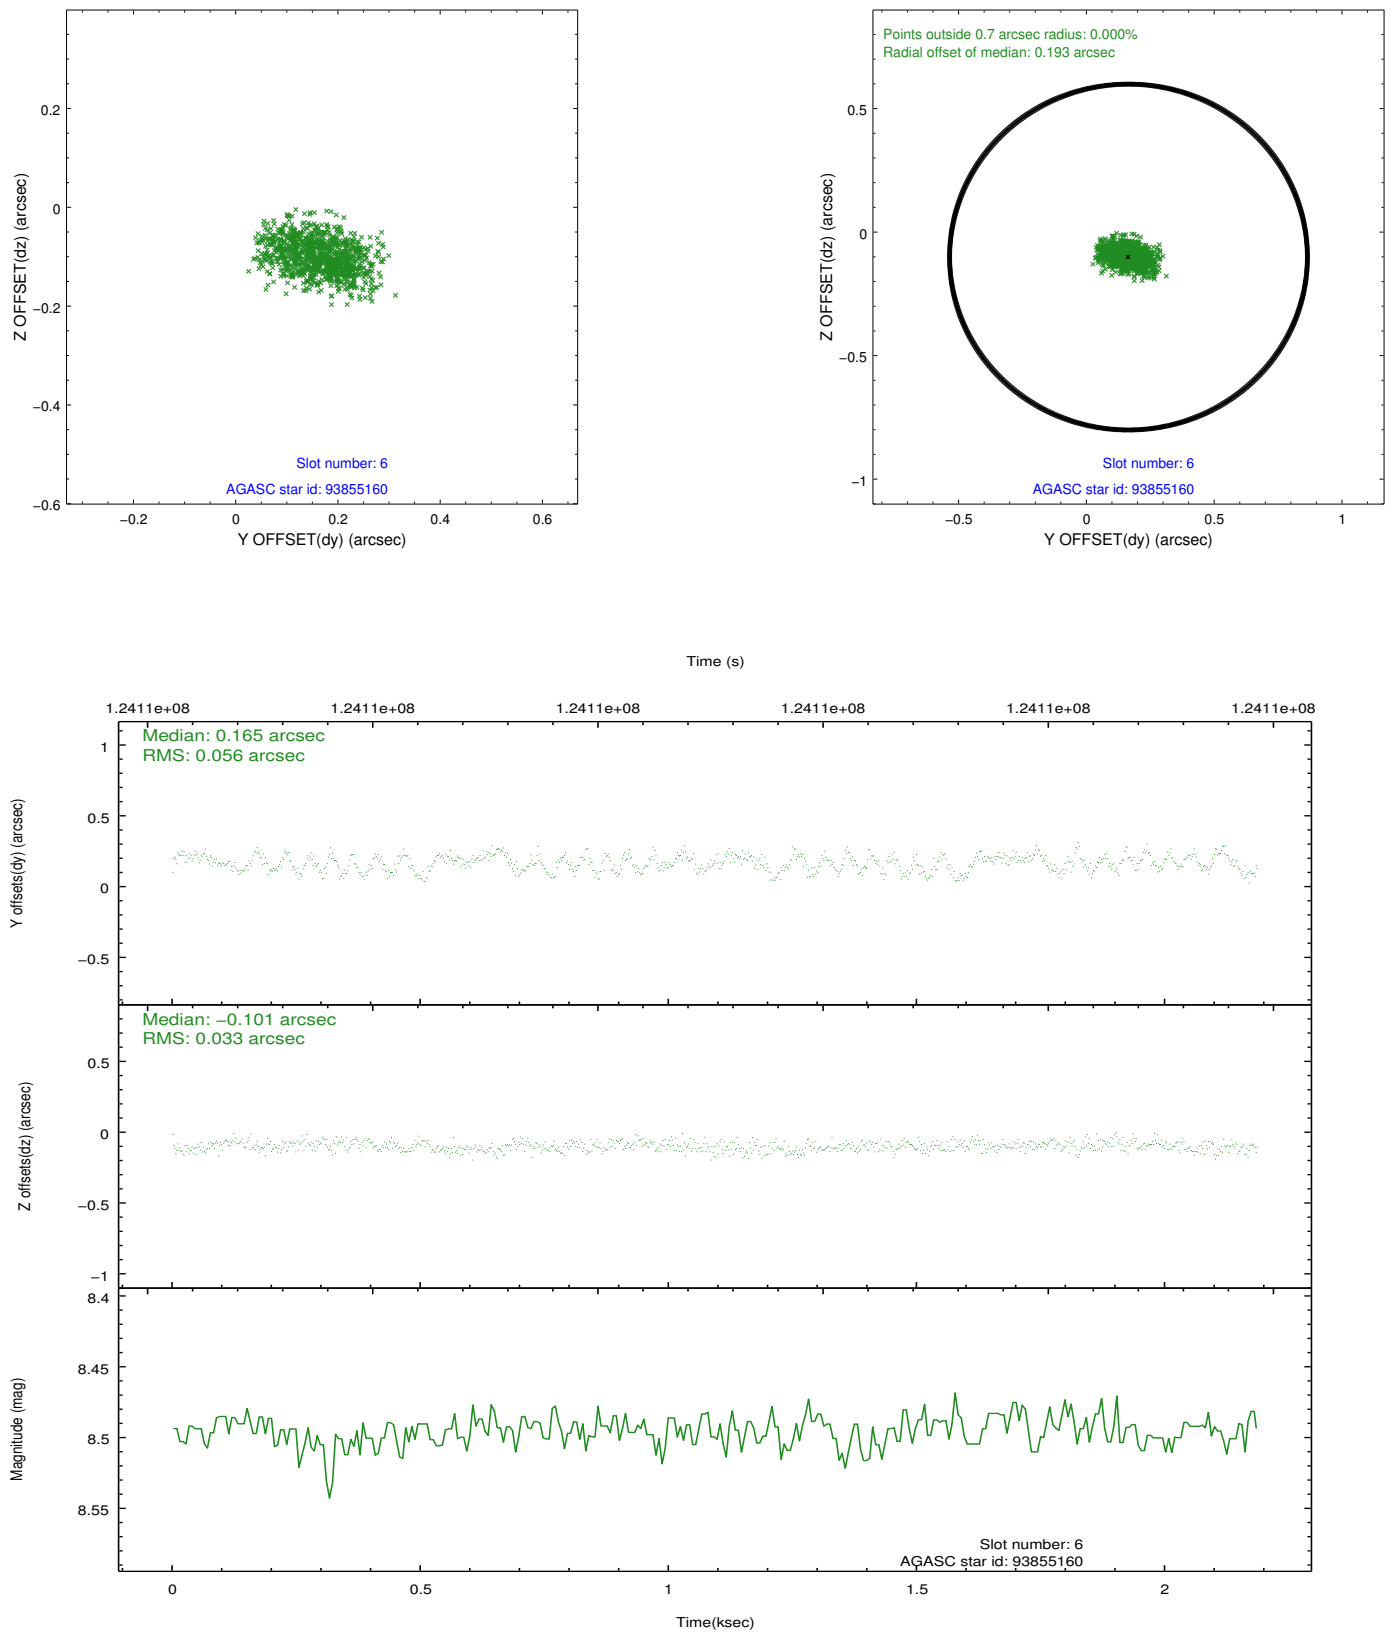 0.2
0
−0.2
−0.4
−0.6
Z OFFSET(dz) (arcsec)
Slot number: 6
AGASC star id: 93855160
−0.2
0
0.2
0.4
0.6
Y OFFSET(dy) (arcsec)
Points outside 0.7 arcsec radius: 0.000%
Radial offset of median: 0.193 arcsec
0.5
0
−0.5
−1
Z OFFSET(dz) (arcsec)
Slot number: 6
AGASC star id: 93855160
−0.5
0
0.5
1
Y OFFSET(dy) (arcsec)
Time (s)
1.2411e+08
1.2411e+08
1.2411e+08
1.2411e+08
1.2411e+08
1.2411e+08
Median: 0.165 arcsec
RMS: 0.056 arcsec
1
0.5
0
−0.5
Y offsets(dy) (arcsec)
Median: −0.101 arcsec
RMS: 0.033 arcsec
0.5
0
−0.5
−1
Z offsets(dz) (arcsec)
8.4
8.45
8.5
8.55
Magnitude (mag)
Slot number: 6
AGASC star id: 93855160
0
0.5
1
1.5
2
Time(ksec)